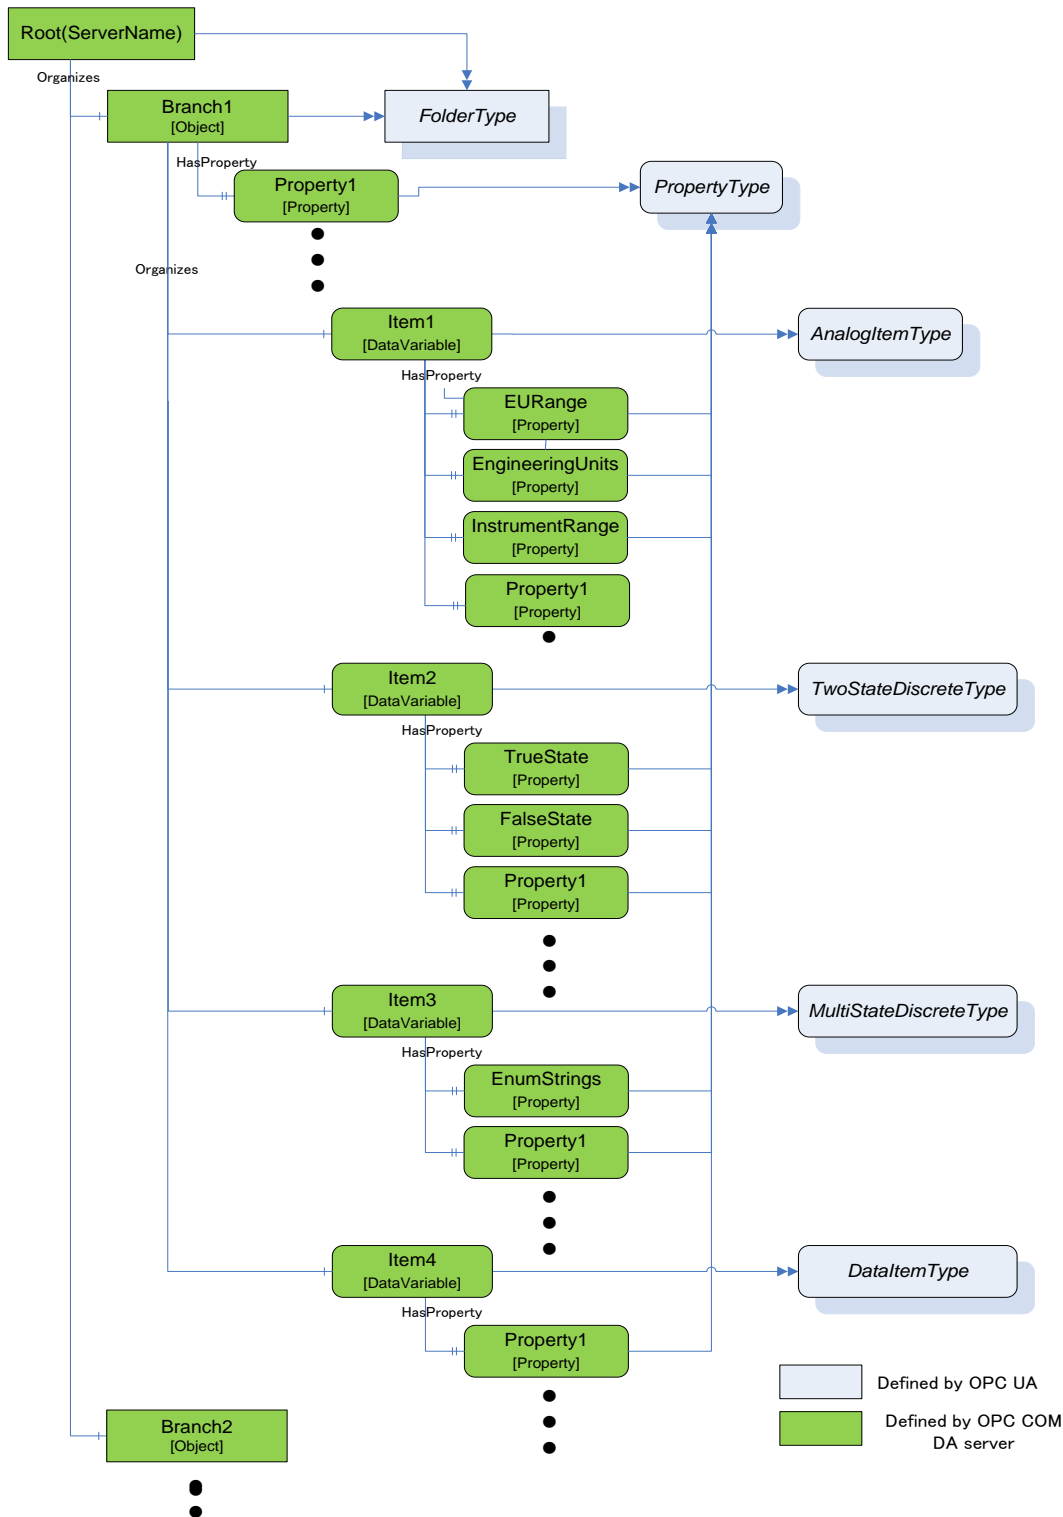 Root(ServerName)
Organizes
Branch1
[Object]
FolderType
HasProperty
Property1
[Property]
PropertyType
Organizes
Item1
[DataVariable]
AnalogItemType
HasProperty
EURange
[Property]
EngineeringUnits
[Property]
InstrumentRange
[Property]
Property1
[Property]
Item2
[DataVariable]
TwoStateDiscreteType
HasProperty
TrueState
[Property]
FalseState
[Property]
Property1
[Property]
Item3
[DataVariable]
MultiStateDiscreteType
HasProperty
EnumStrings
[Property]
Property1
[Property]
Item4
[DataVariable]
DataItemType
HasProperty
Property1
[Property]
Defined by OPC UA
Branch2
[Object]
Defined by OPC COM
DA server